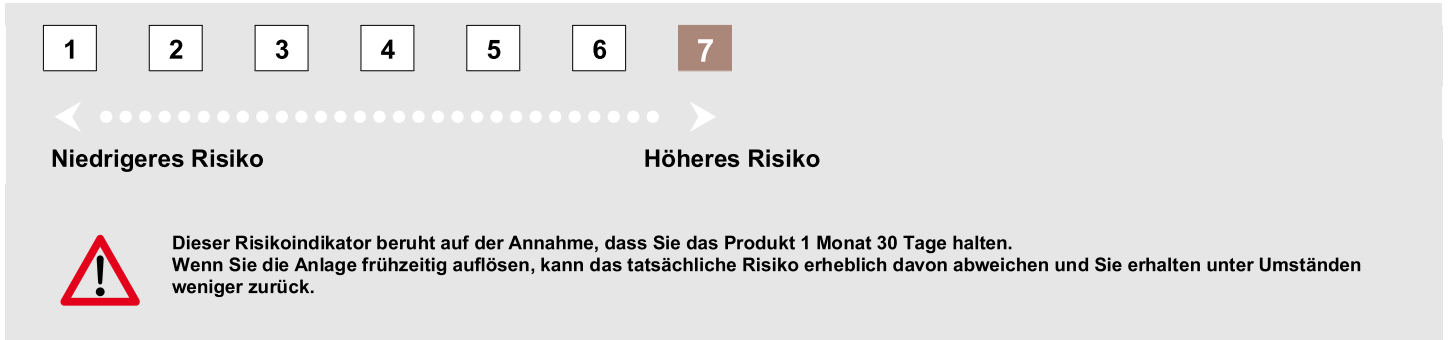 1 2 3 4 5 6 7
Niedrigeres Risiko Höheres Risiko
Dieser Risikoindikator beruht auf der Annahme, dass Sie das Produkt 1 Monat 30 Tage halten.
Wenn Sie die Anlage frühzeitig auflösen, kann das tatsächliche Risiko erheblich davon abweichen und Sie erhalten unter Umständen
weniger zurück.